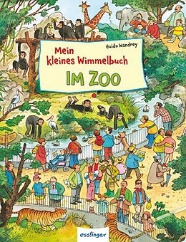 Guido Wandrey
Mein
kleines Wimmelbuch
IM ZOO
esslinger